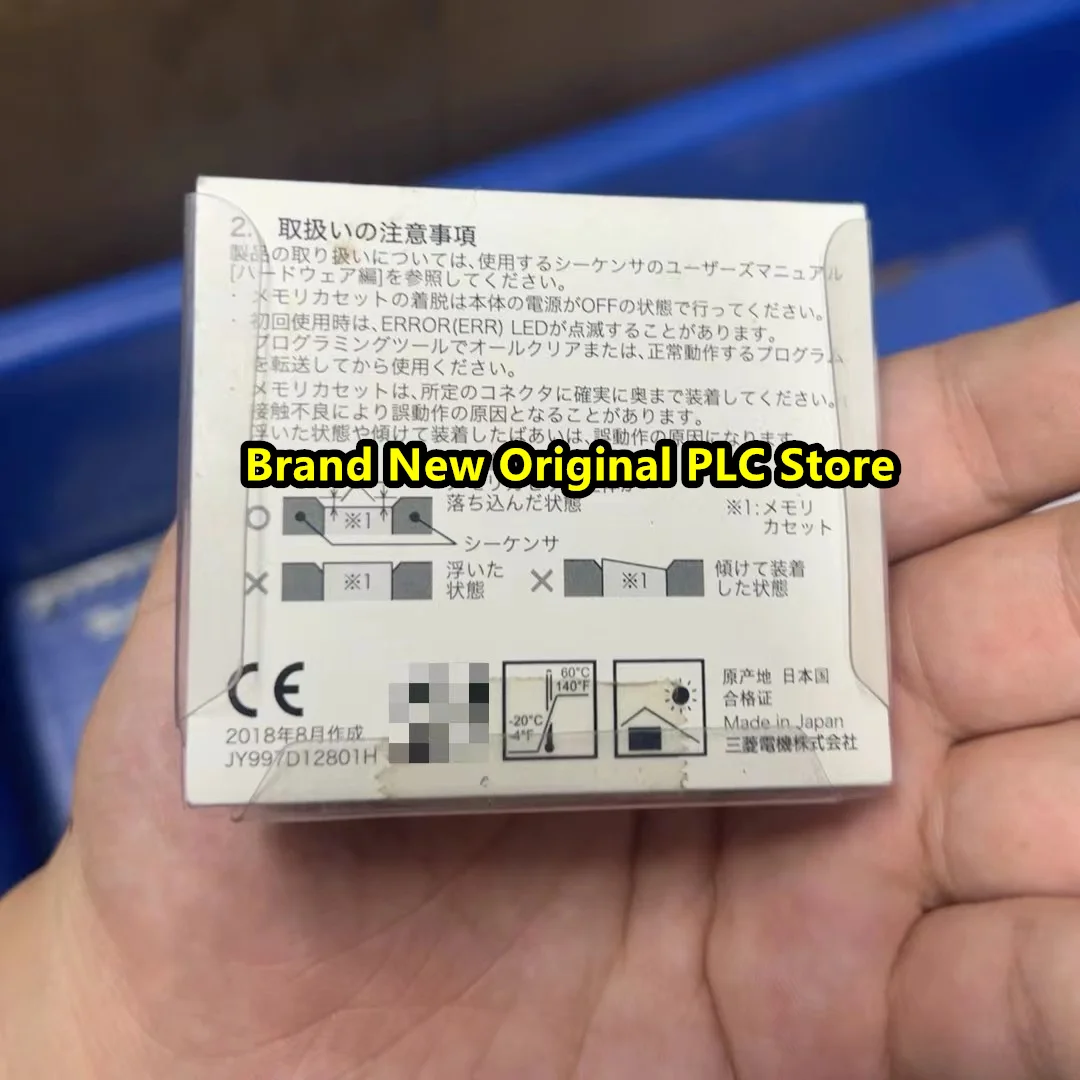 2. 取扱いの注意事項
製品の取り扱いについては、使用するシーケンサのユーザーズマニュアル
[ハードウェア編]を参照してください。
・ メモリカセットの着脱は本体の電源がOFFの状態で行ってください。
・ 初回使用時は、ERROR(ERR) LEDが点滅することがあります。
プログラミングツールでオールクリアまたは、正常動作するプログラム
を転送してから使用ください。
・ メモリカセットは、所定のコネクタに確実に奥まで装着してください。
接触不良により誤動作の原因となることがあります。
浮いた状態や傾けて装着したばあいは、誤動作の原因になります。
Brand New Original PLC Store
落ち込んだ状態
※1
※1:メモリ
カセット
シーケンサ
※1
浮いた
状態
※1
傾けて装着
した状態
CE
60°C
140°F
-20°C
-4°F
原产地 日本国
合格证
Made in Japan
三菱電機株式会社
2018年8月作成
JY997D12801H